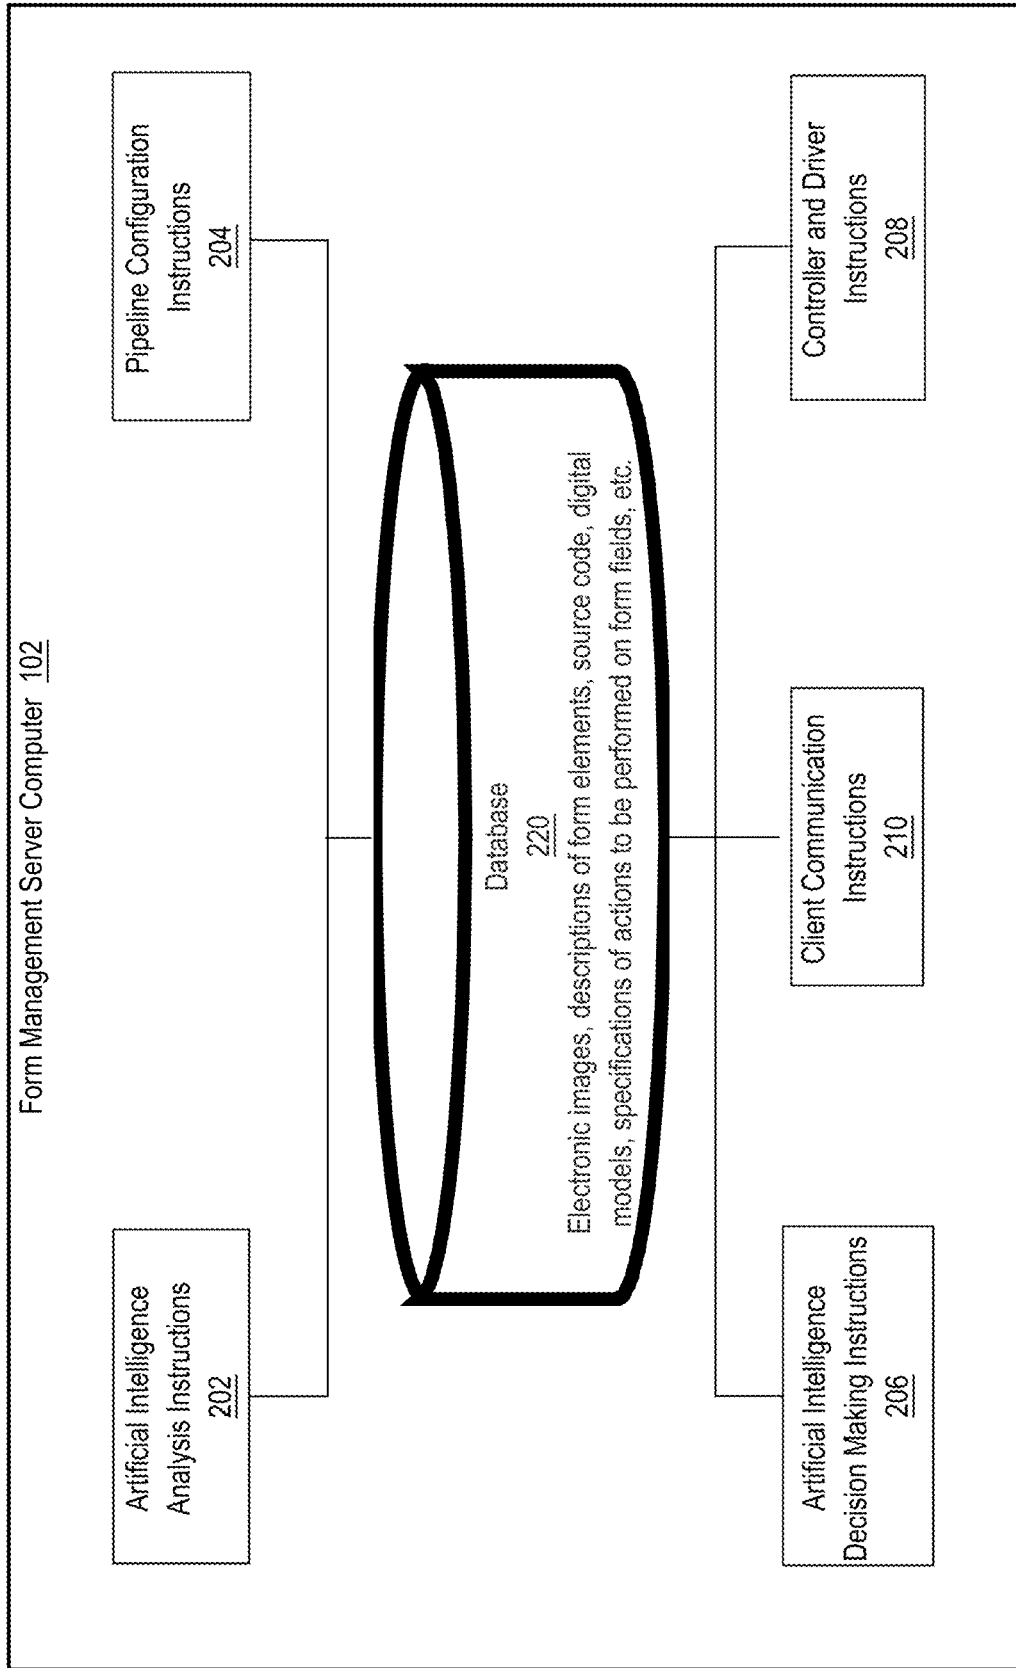 Form Management Server Computer 102
Artificial Intelligence
Analysis Instructions
202
Pipeline Configuration
Instructions
204
Database
220
Electronic images, descriptions of form elements, source code, digital
models, specifications of actions to be performed on form fields, etc.
Artificial Intelligence
Decision Making Instructions
206
Client Communication
Instructions
210
Controller and Driver
Instructions
208